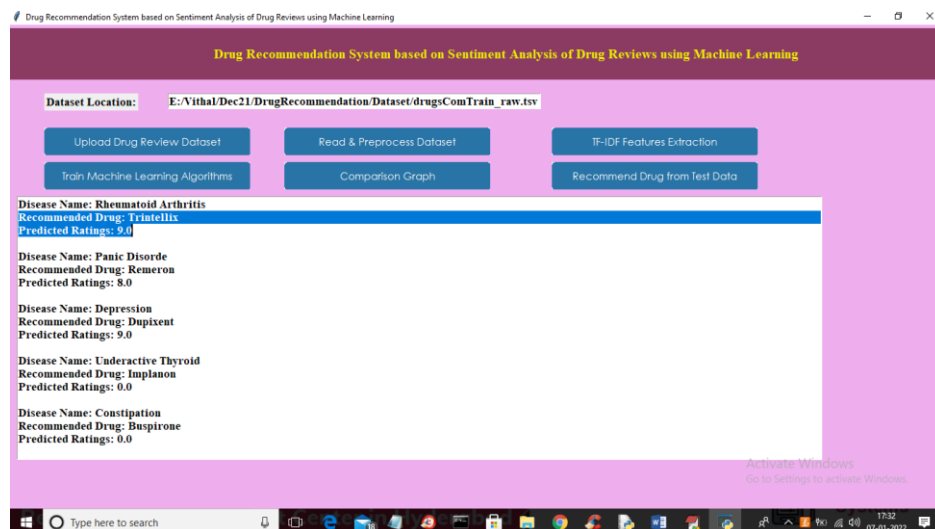 Drug Recommendation System based on Sentiment Analysis of Drug Reviews using Machine Learning
Drug Recommendation System based on Sentiment Analysis of Drug Reviews using Machine Learning
Dataset Location: E:/Vithal/Dec21/DrugRecommendation/Dataset/drugsComTrain_raw.tsv
Upload Drug Review Dataset Read & Preprocess Dataset TF-IDF Features Extraction
Train Machine Learning Algorithms Comparison Graph Recommend Drug from Test Data
Disease Name: Rheumatoid Arthritis
Recommended Drug: Trintellix
Predicted Ratings: 9.0
Disease Name: Panic Disorde
Recommended Drug: Remeron
Predicted Ratings: 8.0
Disease Name: Depression
Recommended Drug: Dupixent
Predicted Ratings: 9.0
Disease Name: Underactive Thyroid
Recommended Drug: Implanon
Predicted Ratings: 0.0
Disease Name: Constipation
Recommended Drug: Buspirone
Predicted Ratings: 0.0
Activate Windows
Go to Settings to activate Windows.
Type here to search
17:32
07-01-2022